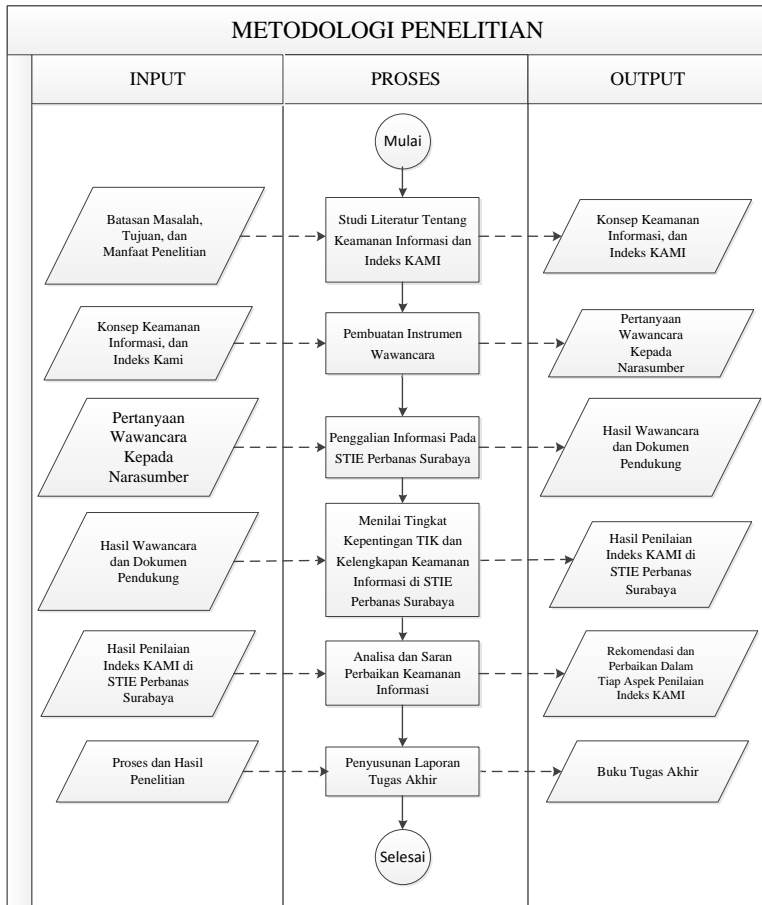 METODOLOGI PENELITIAN
INPUT
PROSES
OUTPUT
Mulai
Batasan Masalah,
Tujuan, dan
Manfaat Penelitian
Studi Literatur Tentang
Keamanan Informasi dan
Indeks KAMI
Konsep Keamanan
Informasi, dan
Indeks KAMI
Konsep Keamanan
Informasi, dan
Indeks Kami
Pembuatan Instrumen
Wawancara
Pertanyaan
Wawancara
Kepada
Narasumber
Pertanyaan
Wawancara
Kepada
Narasumber
Penggalian Informasi Pada
STIE Perbanas Surabaya
Hasil Wawancara
dan Dokumen
Pendukung
Hasil Wawancara
dan Dokumen
Pendukung
Menilai Tingkat
Kepentingan TIK dan
Kelengkapan Keamanan
Informasi di STIE
Perbanas Surabaya
Hasil Penilaian
Indeks KAMI di
STIE Perbanas
Surabaya
Hasil Penilaian
Indeks KAMI di
STIE Perbanas
Surabaya
Analisa dan Saran
Perbaikan Keamanan
Informasi
Rekomendasi dan
Perbaikan Dalam
Tiap Aspek Penilaian
Indeks KAMI
Proses dan Hasil
Penelitian
Penyusunan Laporan
Tugas Akhir
Buku Tugas Akhir
Selesai